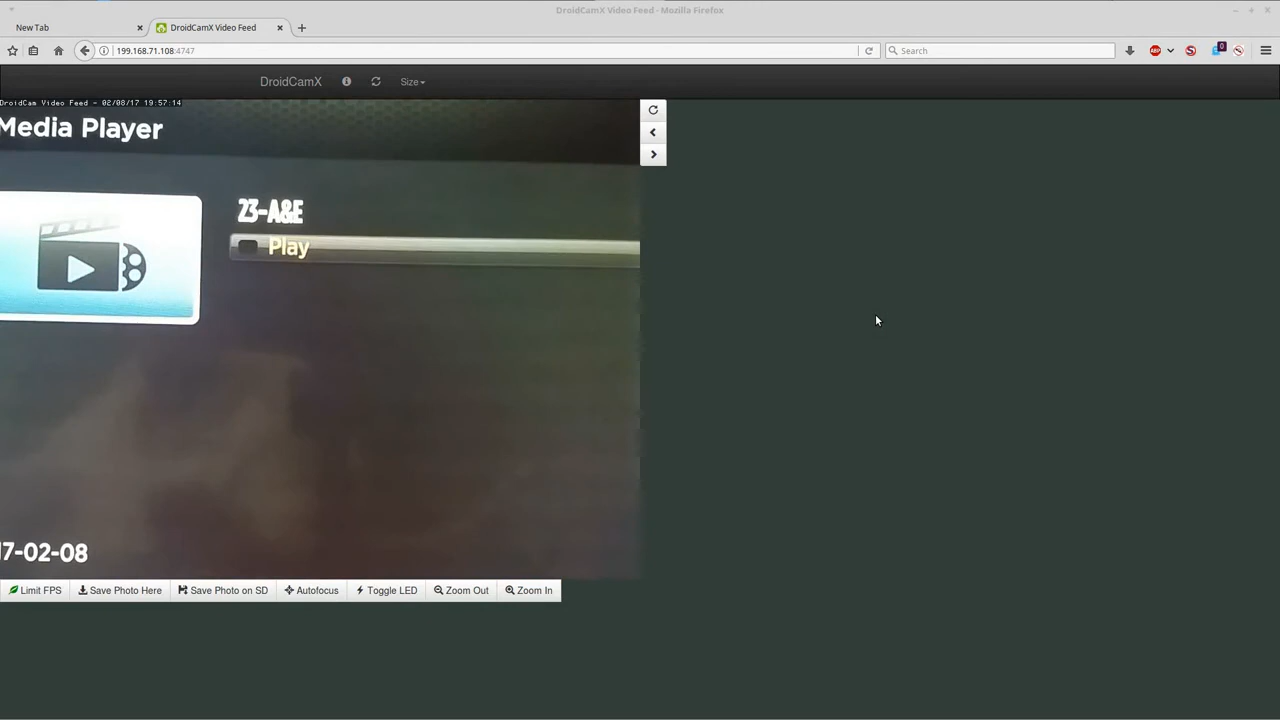 DroidCamX Video Feed - Mozilla Firefox
New Tab
DroidCamX Video Feed
199.168.71.108:4747
Search
ABP
S
0
DroidCamX
Size
DroidCam Video Feed - 02/08/17 19:57:14
Media Player
23-A&E
Play
17-02-08
Limit FPS
Save Photo Here
Save Photo on SD
Autofocus
Toggle LED
Zoom Out
Zoom In